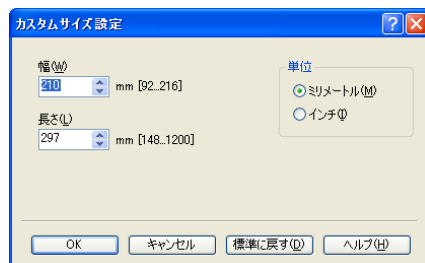 カスタムサイズ設定
幅(W)
210 mm [92...216]
長さ(L)
297 mm [148...1200]
単位
ミリメートル(M)
インチ(I)
OK キャンセル 標準に戻す(D) ヘルプ(H)